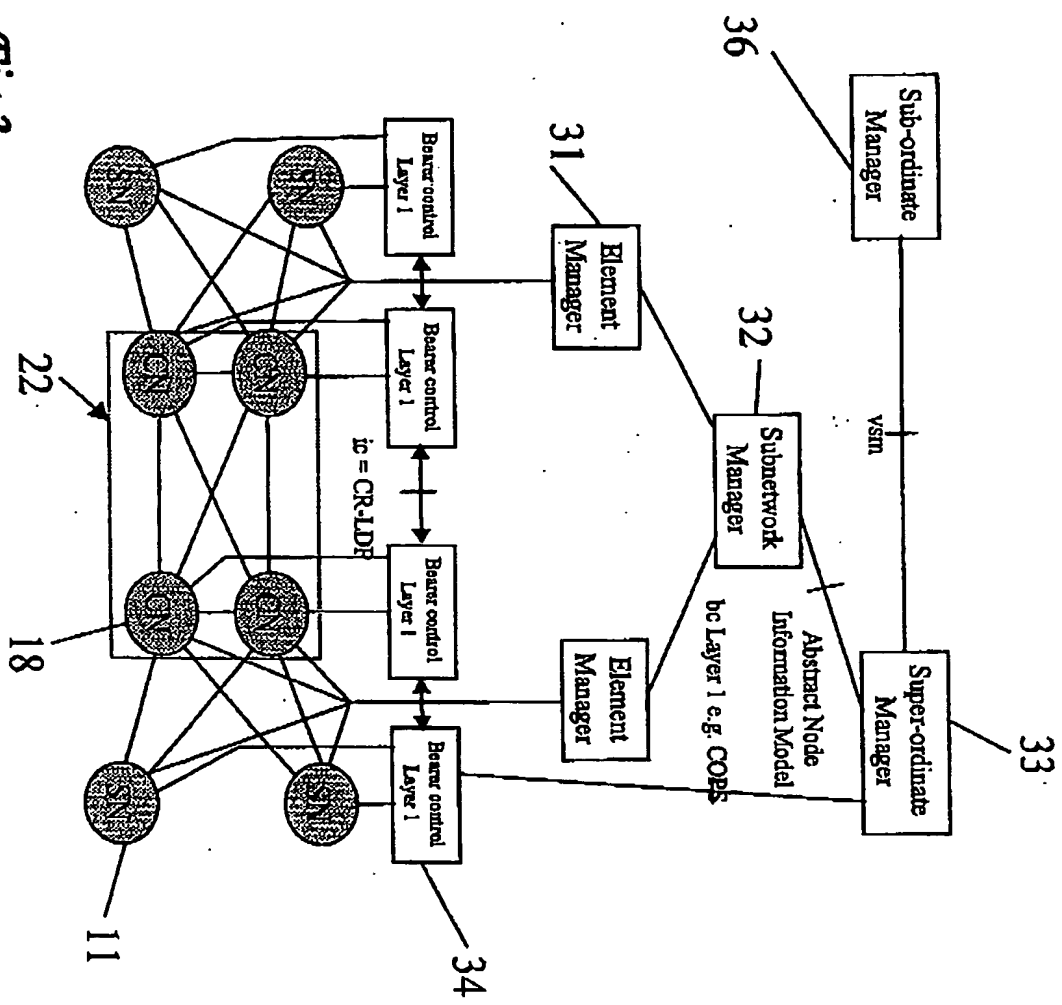 33
Sub-ordinate
Manager
vsm
Super-ordinate
Manager
36
Abstract Node
Information Model
32
Subnetwork
Manager
bc Layer 1 e.g. COPS
31
Element
Manager
Element
Manager
34
Bearer control
Layer 1
Bearer control
Layer 1
Bearer control
Layer 1
Bearer control
Layer 1
ic = CR-LDP
SN
CN
CN
SN
SN
CN
CN
SN
11
22
18